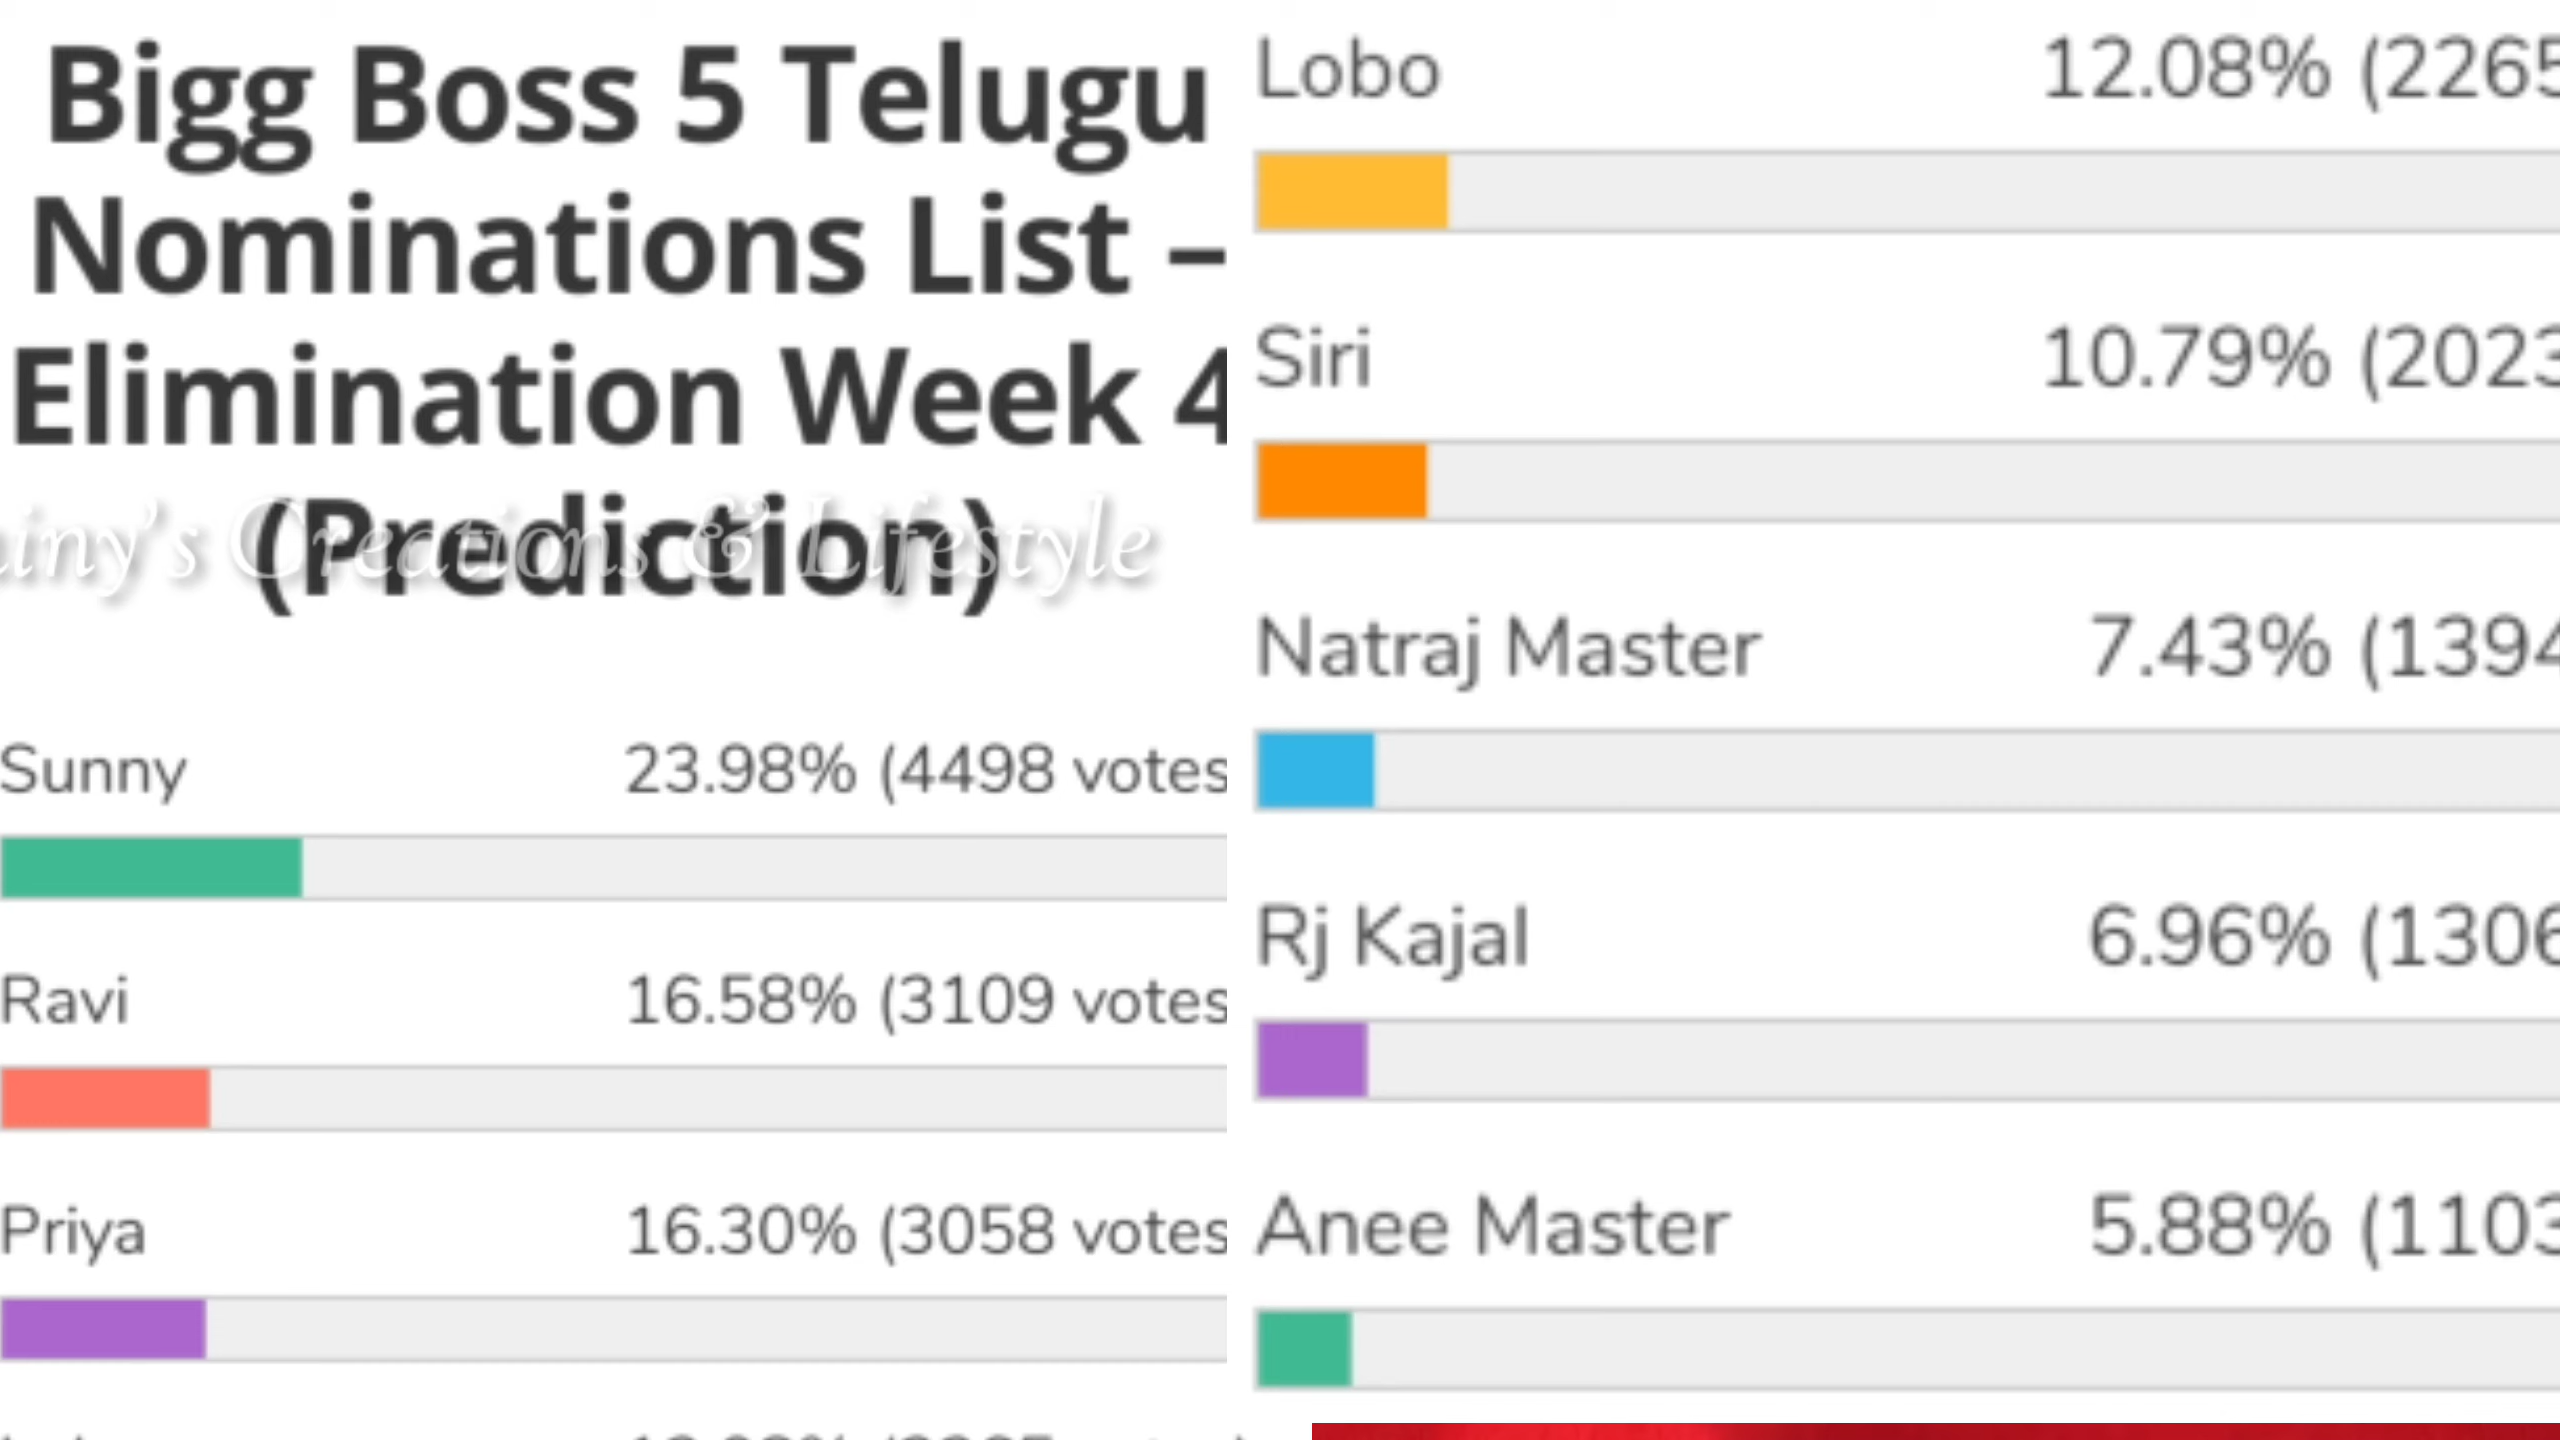 Bigg Boss 5 Telugu
Nominations List –
Elimination Week 4
(Prediction)
Creations & Lifestyle
Sunny 23.98% (4498 votes
Ravi 16.58% (3109 votes
Priya 16.30% (3058 votes
Lobo 12.08% (2265
Siri 10.79% (2023
Natraj Master 7.43% (1394
Rj Kajal 6.96% (1306
Anee Master 5.88% (1103